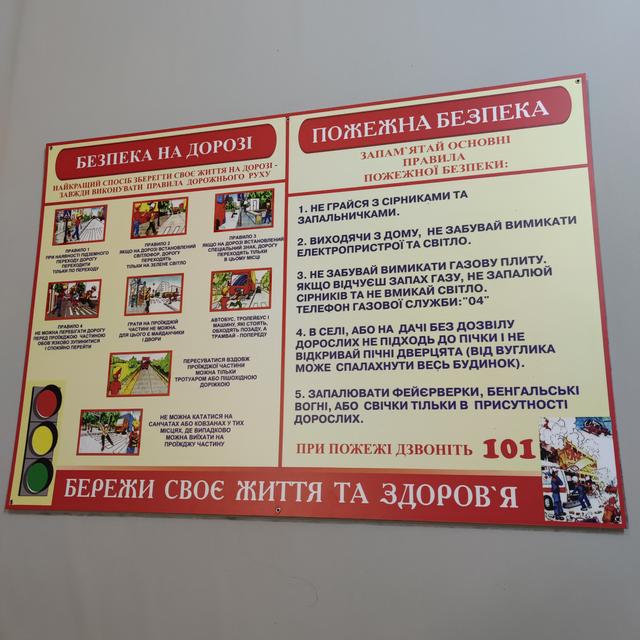 БЕЗПЕКА НА ДОРОЗІ
НАЙКРАЩИЙ СПОСІБ ЗБЕРЕГТИ СВОЄ ЖИТТЯ НА ДОРОЗІ -
ЗАВЖДИ ВИКОНУВАТИ ПРАВИЛА ДОРОЖНЬОГО РУХУ
ПРАВИЛО 1
ПРИ НАЯВНОСТІ ПІДЗЕМНОГО
ПЕРЕХОДУ ДОРОГУ
ПЕРЕХОДИТИ
ТІЛЬКИ ПО ПЕРЕХОДУ
ПРАВИЛО 2
ЯКЩО НА ДОРОЗІ ВСТАНОВЛЕНИЙ
СВІТЛОФОР, ДОРОГУ
ПЕРЕХОДЯТЬ
ТІЛЬКИ НА ЗЕЛЕНЕ СВІТЛО
ПРАВИЛО 3
ЯКЩО НА ДОРОЗІ ВСТАНОВЛЕНИЙ
СПЕЦІАЛЬНИЙ ЗНАК, ДОРОГУ
ПЕРЕХОДЯТЬ ТІЛЬКИ
В ЦЬОМУ МІСЦІ
ПРАВИЛО 4
НЕ МОЖНА ПЕРЕБІГАТИ ДОРОГУ
ПЕРЕД ПРОЇЖДЖОЮ ЧАСТИНОЮ
ОБОВ'ЯЗКОВО ЗУПИНИТИСЯ
І СПОКІЙНО ПЕРЕЙТИ
ГРАТИ НА ПРОЇЖДЖІЙ
ЧАСТИНІ НЕ МОЖНА.
ДЛЯ ЦЬОГО Є МАЙДАНЧИКИ
І ДВОРИ
АВТОБУС, ТРОЛЕЙБУС І
МАШИНУ, ЯКІ СТОЯТЬ,
ОБХОДЯТЬ ПОЗАДУ, А
ТРАМВАЙ - ПОПЕРЕДУ
ПЕРЕСУВАТИСЯ ВЗДОВЖ
ПРОЇЖДЖОЇ ЧАСТИНИ
МОЖНА ТІЛЬКИ
ТРОТУАРОМ АБО ПІШОХІДНОЮ
ДОРІЖКОЮ
НЕ МОЖНА КАТАТИСЯ НА
САНЧАТАХ АБО КОВЗАНАХ У ТИХ
МІСЦЯХ, ДЕ ВИПАДКОВО
МОЖНА ВИЇХАТИ НА
ПРОЇЖДЖУ ЧАСТИНУ
ПОЖЕЖНА БЕЗПЕКА
ЗАПАМ`ЯТАЙ ОСНОВНІ
ПРАВИЛА
ПОЖЕЖНОЇ БЕЗПЕКИ:
1. НЕ ГРАЙСЯ З СІРНИКАМИ ТА
ЗАПАЛЬНИЧКАМИ.
2. ВИХОДЯЧИ З ДОМУ, НЕ ЗАБУВАЙ ВИМИКАТИ
ЕЛЕКТОПРИСТРОЇ ТА СВІТЛО.
3. НЕ ЗАБУВАЙ ВИМИКАТИ ГАЗОВУ ПЛИТУ.
ЯКЩО ВІДЧУЄШ ЗАПАХ ГАЗУ, НЕ ЗАПАЛЮЙ
СІРНИКІВ ТА НЕ ВМИКАЙ СВІТЛО.
ТЕЛЕФОН ГАЗОВОЇ СЛУЖБИ:"04"
4. В СЕЛІ, АБО НА ДАЧІ БЕЗ ДОЗВОЛУ
ДОРОСЛИХ НЕ ПІДХОДЬ ДО ПІЧКИ І НЕ
ВІДКРИВАЙ ПІЧНІ ДВЕРЦЯТА (ВІД ВУГЛИКА
МОЖЕ СПАЛАХНУТИ ВЕСЬ БУДИНОК).
5. ЗАПАЛЮВАТИ ФЕЙЄРВЕРКИ, БЕНГАЛЬСЬКІ
ВОГНІ, АБО СВІЧКИ ТІЛЬКИ В ПРИСУТНОСТІ
ДОРОСЛИХ.
ПРИ ПОЖЕЖІ ДЗВОНІТЬ 101
БЕРЕЖИ СВОЄ ЖИТТЯ ТА ЗДОРОВ`Я